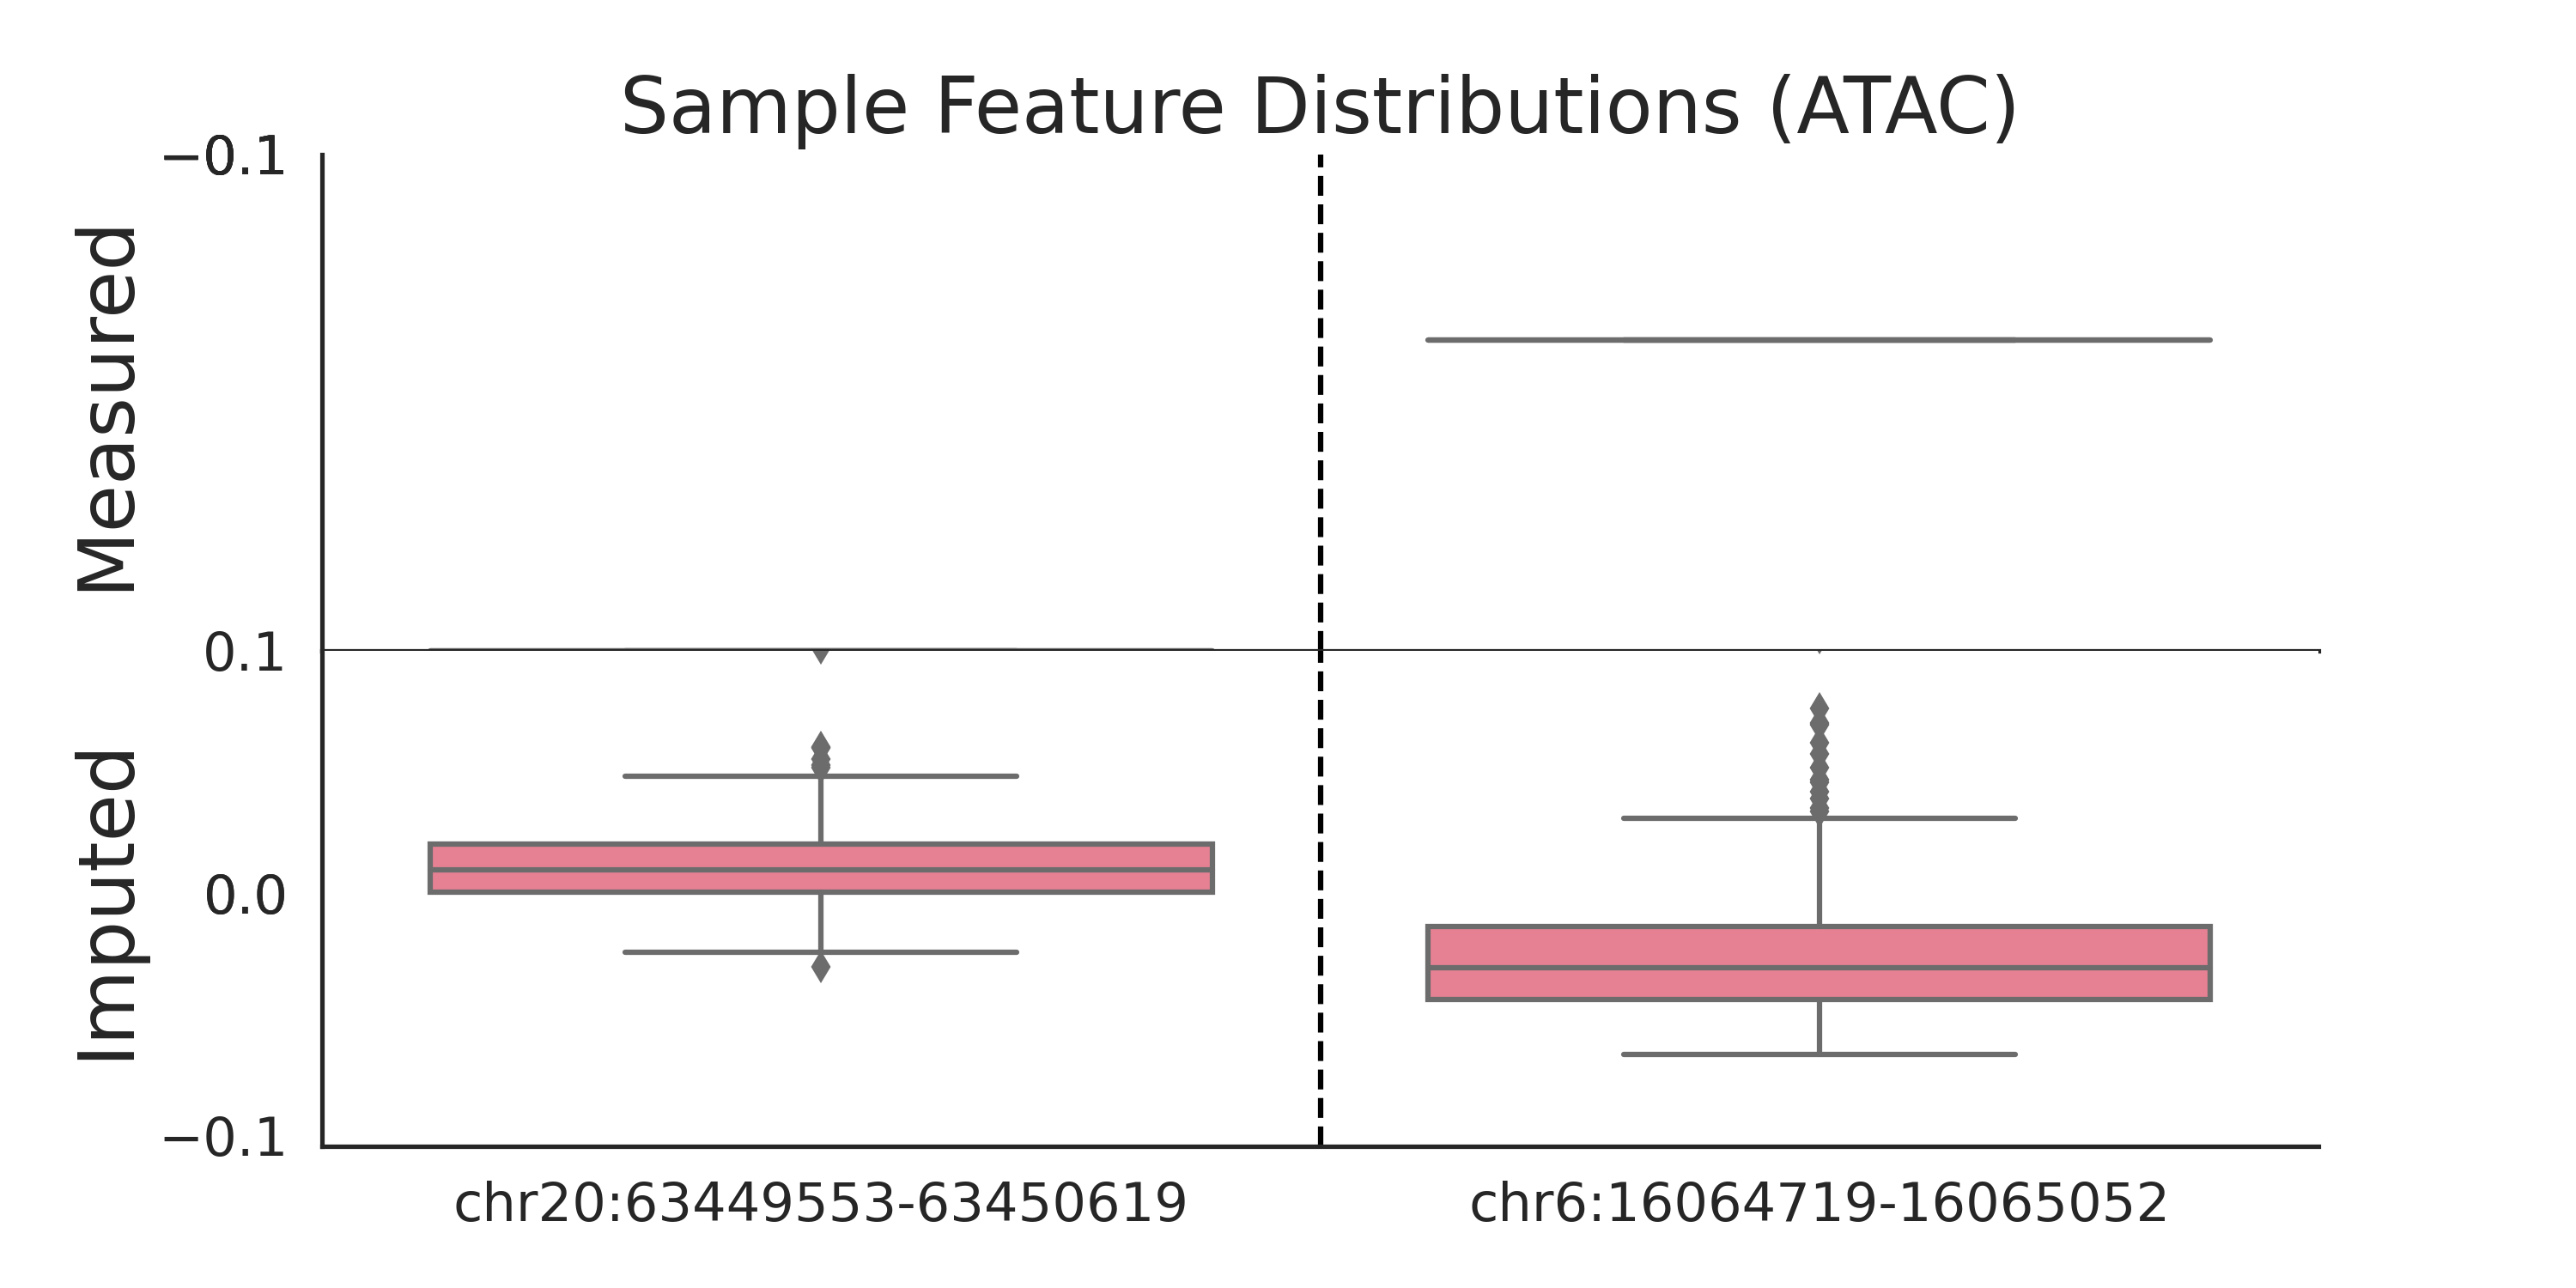 Sample Feature Distributions (ATAC)
−0.1
Measured
0.1
Imputed
0.0
−0.1
chr20:63449553-63450619
chr6:16064719-16065052